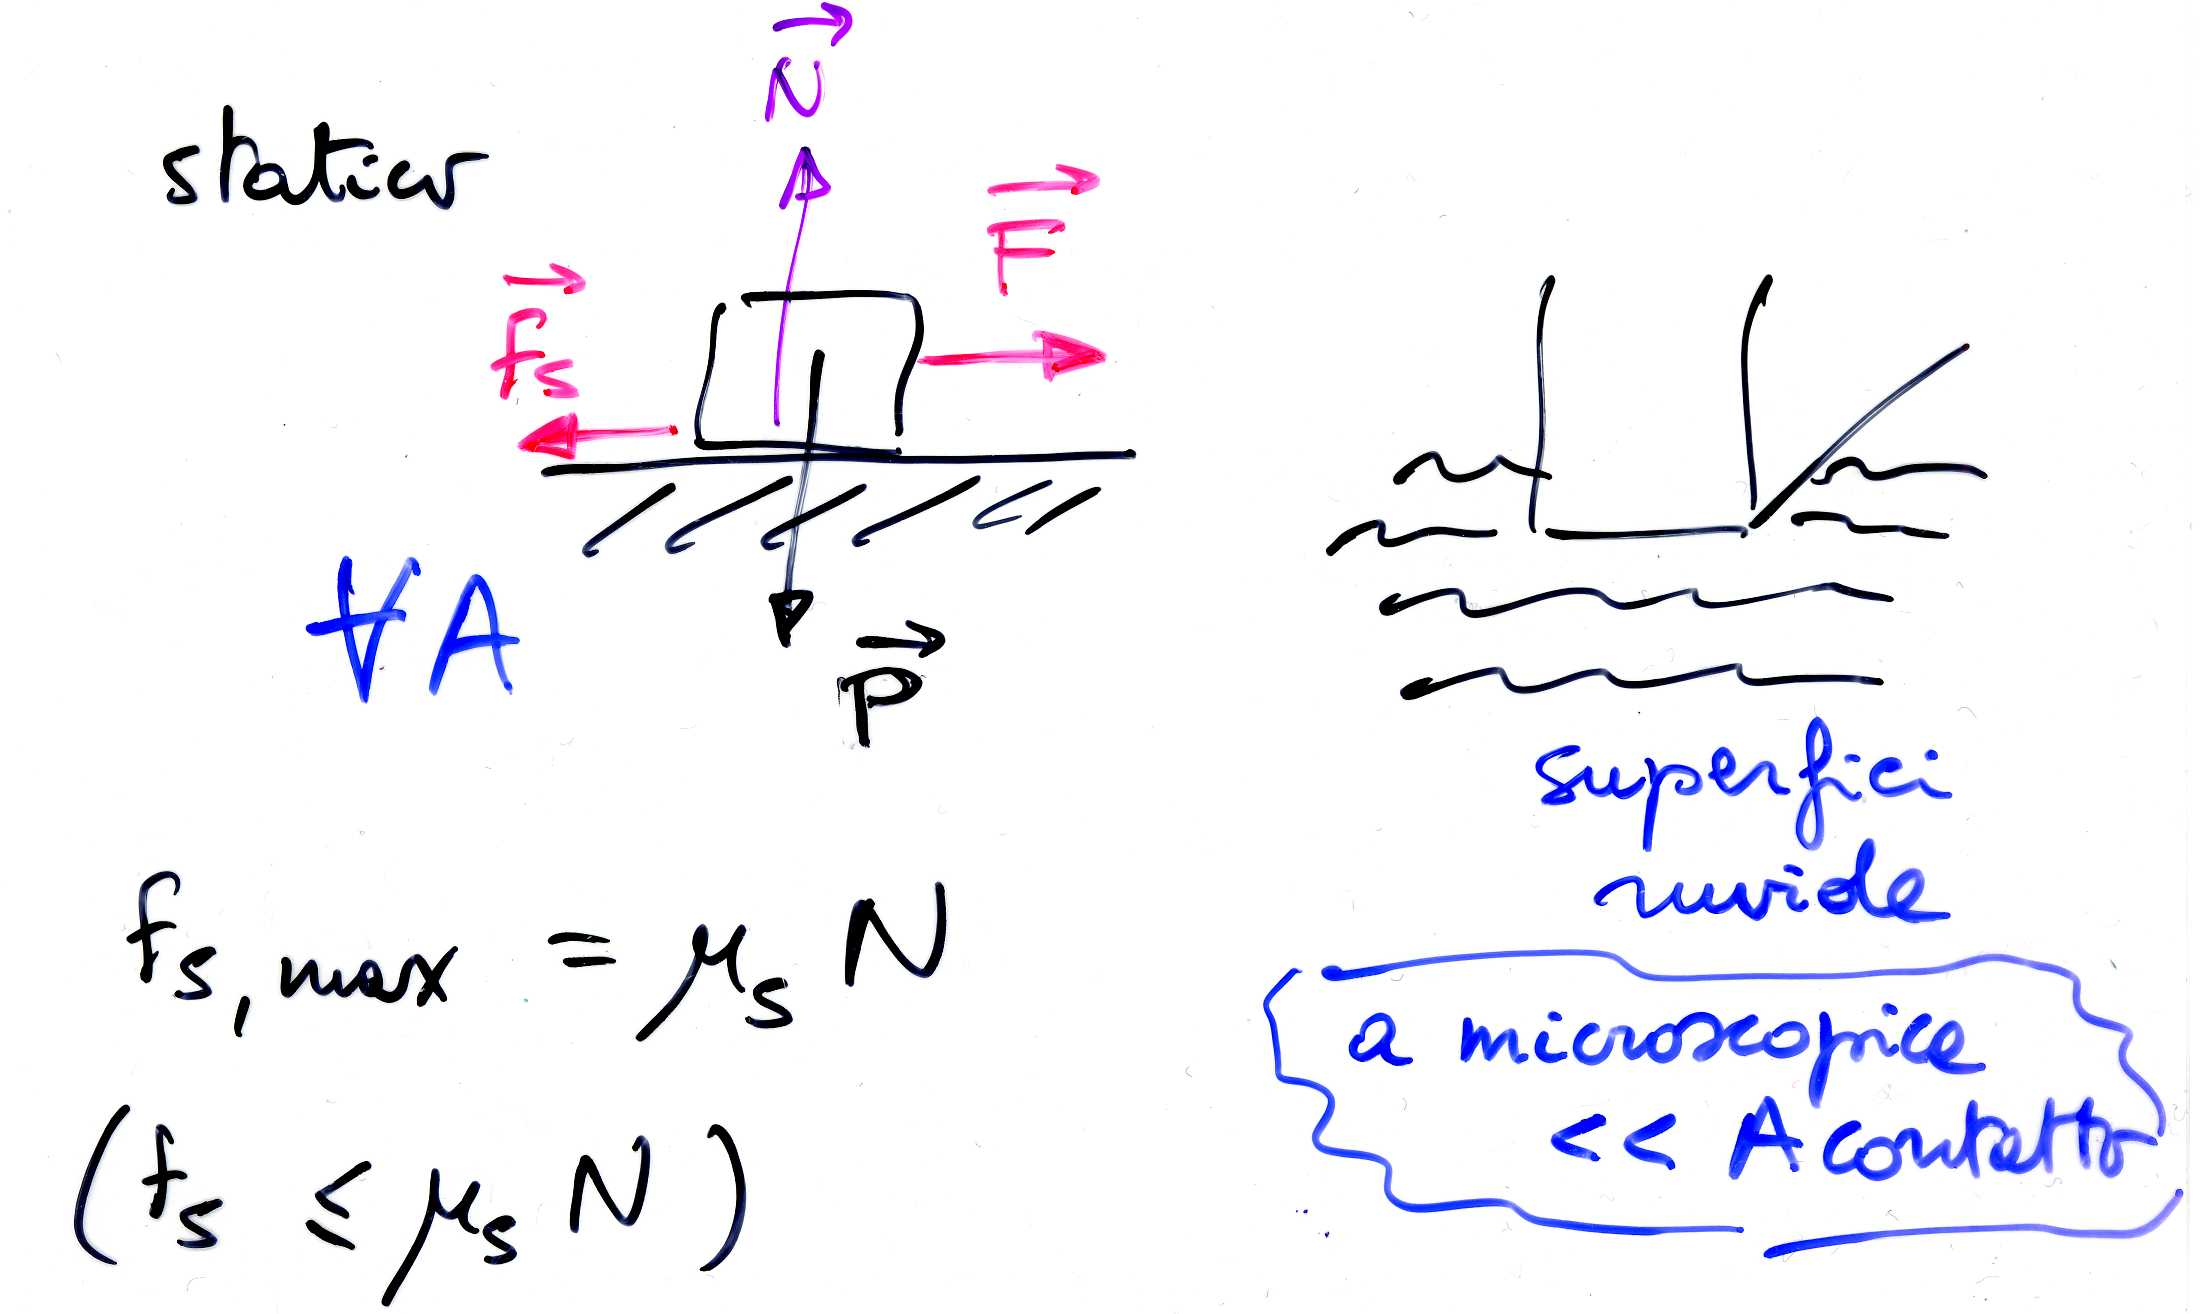 statico
N
F
fs
∀A
P
fs, max = μs N
(fs ≤ μs N)
superfici
ruvide
a microscopica
<< A contatto